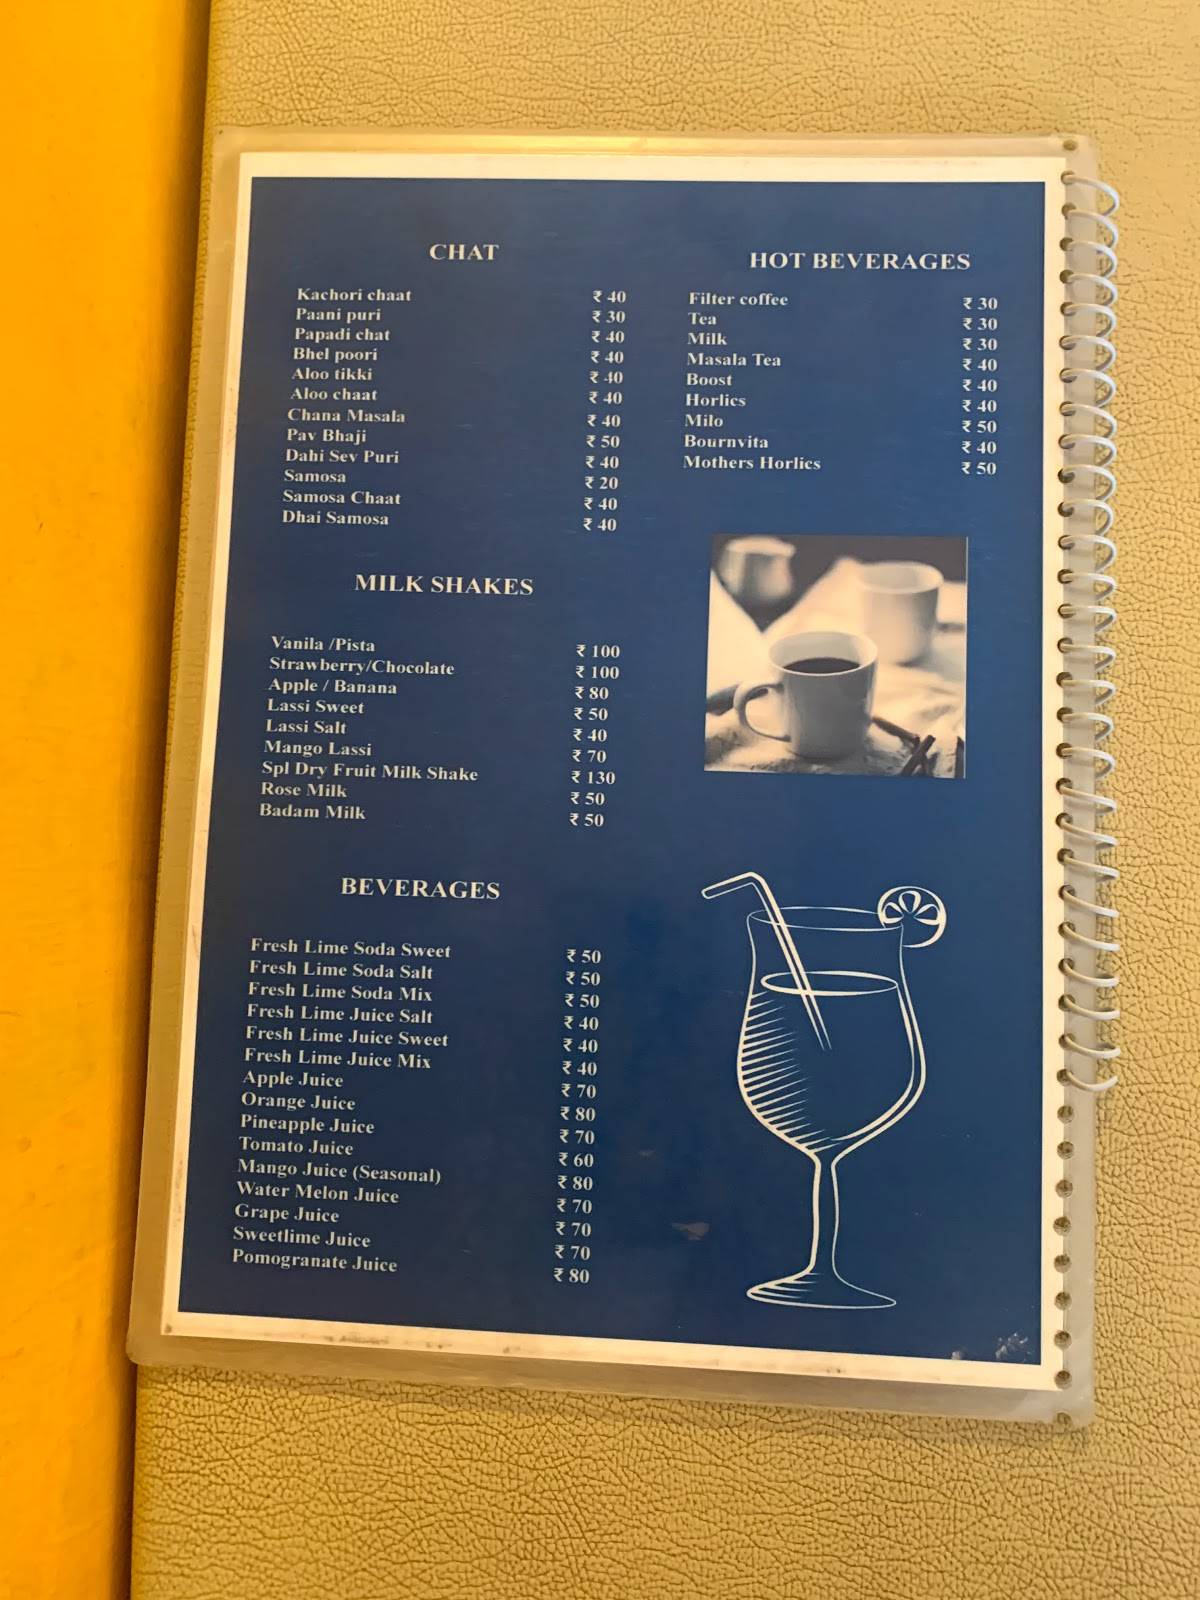 CHAT
Kachori chaat ₹ 40
Paani puri ₹ 30
Papadi chat ₹ 40
Bhel poori ₹ 40
Aloo tikki ₹ 40
Aloo chaat ₹ 40
Chana Masala ₹ 40
Pav Bhaji ₹ 50
Dahi Sev Puri ₹ 40
Samosa ₹ 20
Samosa Chaat ₹ 40
Dhai Samosa ₹ 40
MILK SHAKES
Vanila /Pista ₹ 100
Strawberry/Chocolate ₹ 100
Apple / Banana ₹ 80
Lassi Sweet ₹ 50
Lassi Salt ₹ 40
Mango Lassi ₹ 70
Spl Dry Fruit Milk Shake ₹ 130
Rose Milk ₹ 50
Badam Milk ₹ 50
BEVERAGES
Fresh Lime Soda Sweet ₹ 50
Fresh Lime Soda Salt ₹ 50
Fresh Lime Soda Mix ₹ 50
Fresh Lime Juice Salt ₹ 40
Fresh Lime Juice Sweet ₹ 40
Fresh Lime Juice Mix ₹ 40
Apple Juice ₹ 70
Orange Juice ₹ 80
Pineapple Juice ₹ 70
Tomato Juice ₹ 60
Mango Juice (Seasonal) ₹ 80
Water Melon Juice ₹ 70
Grape Juice ₹ 70
Sweetlime Juice ₹ 70
Pomogranate Juice ₹ 80
HOT BEVERAGES
Filter coffee ₹ 30
Tea ₹ 30
Milk ₹ 30
Masala Tea ₹ 40
Boost ₹ 40
Horlics ₹ 40
Milo ₹ 50
Bournvita ₹ 40
Mothers Horlics ₹ 50